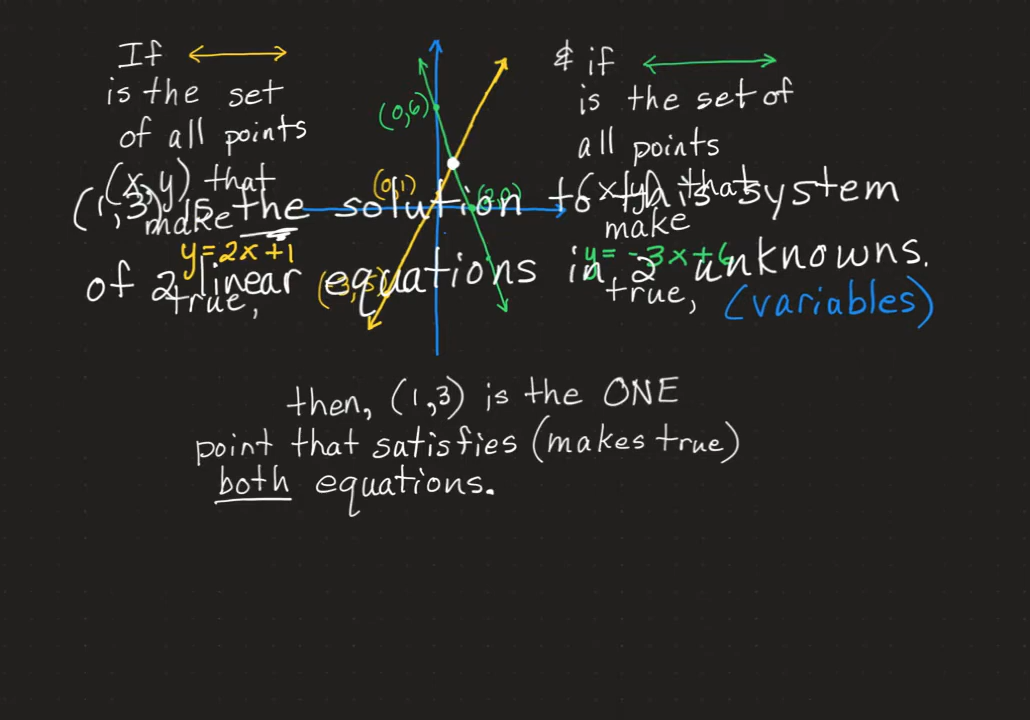 If
is the set
of all points
(x,y) that
make
y=2x+1
true,
(0,6)
(0,1)
& if
is the set of
all points
(x,y) that
make
y=-3x+6
true,
(1,3) is the solution to this system
of 2 linear equations in 2 unknowns.
(variables)
then, (1,3) is the ONE
point that satisfies (makes true)
both equations.